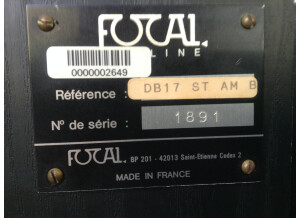 FOCAL
LINE
0000002649
Référence : DB17 ST AM B
N° de série : 1891
FOCAL. BP 201 - 42013 Saint-Etienne Cedex 2
MADE IN FRANCE